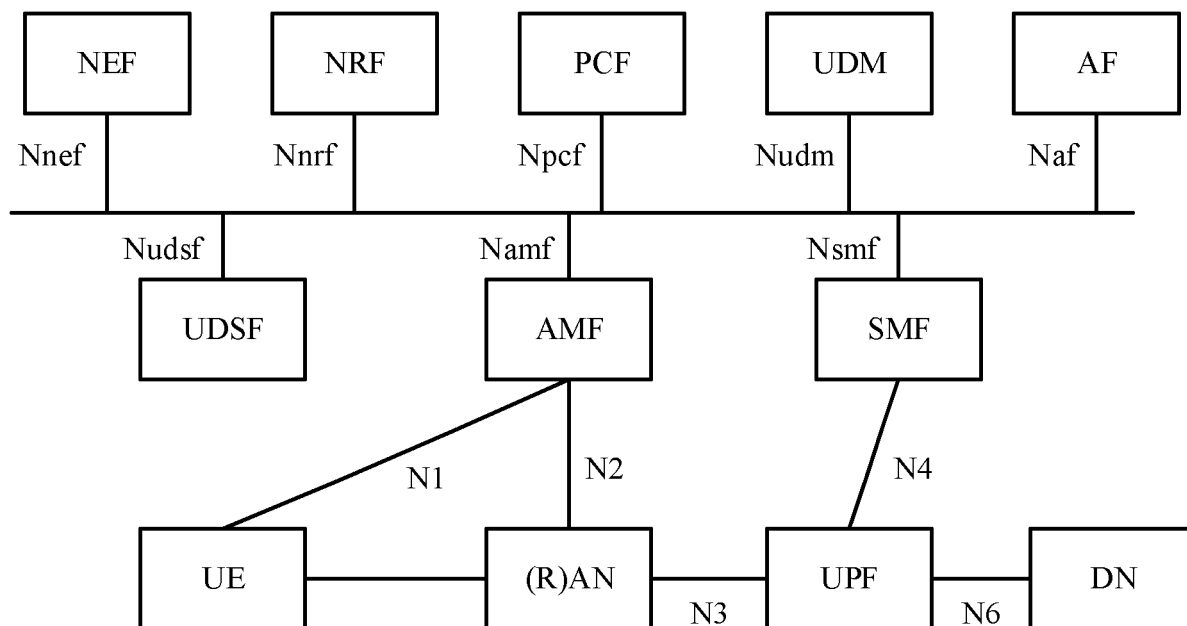 NEF NRF PCF UDM AF
Nnef Nnrf Npcf Nudm Naf
Nudsf Namf Nsmf
UDSF AMF SMF
N1 N2 N4
UE (R)AN UPF DN
N3 N6